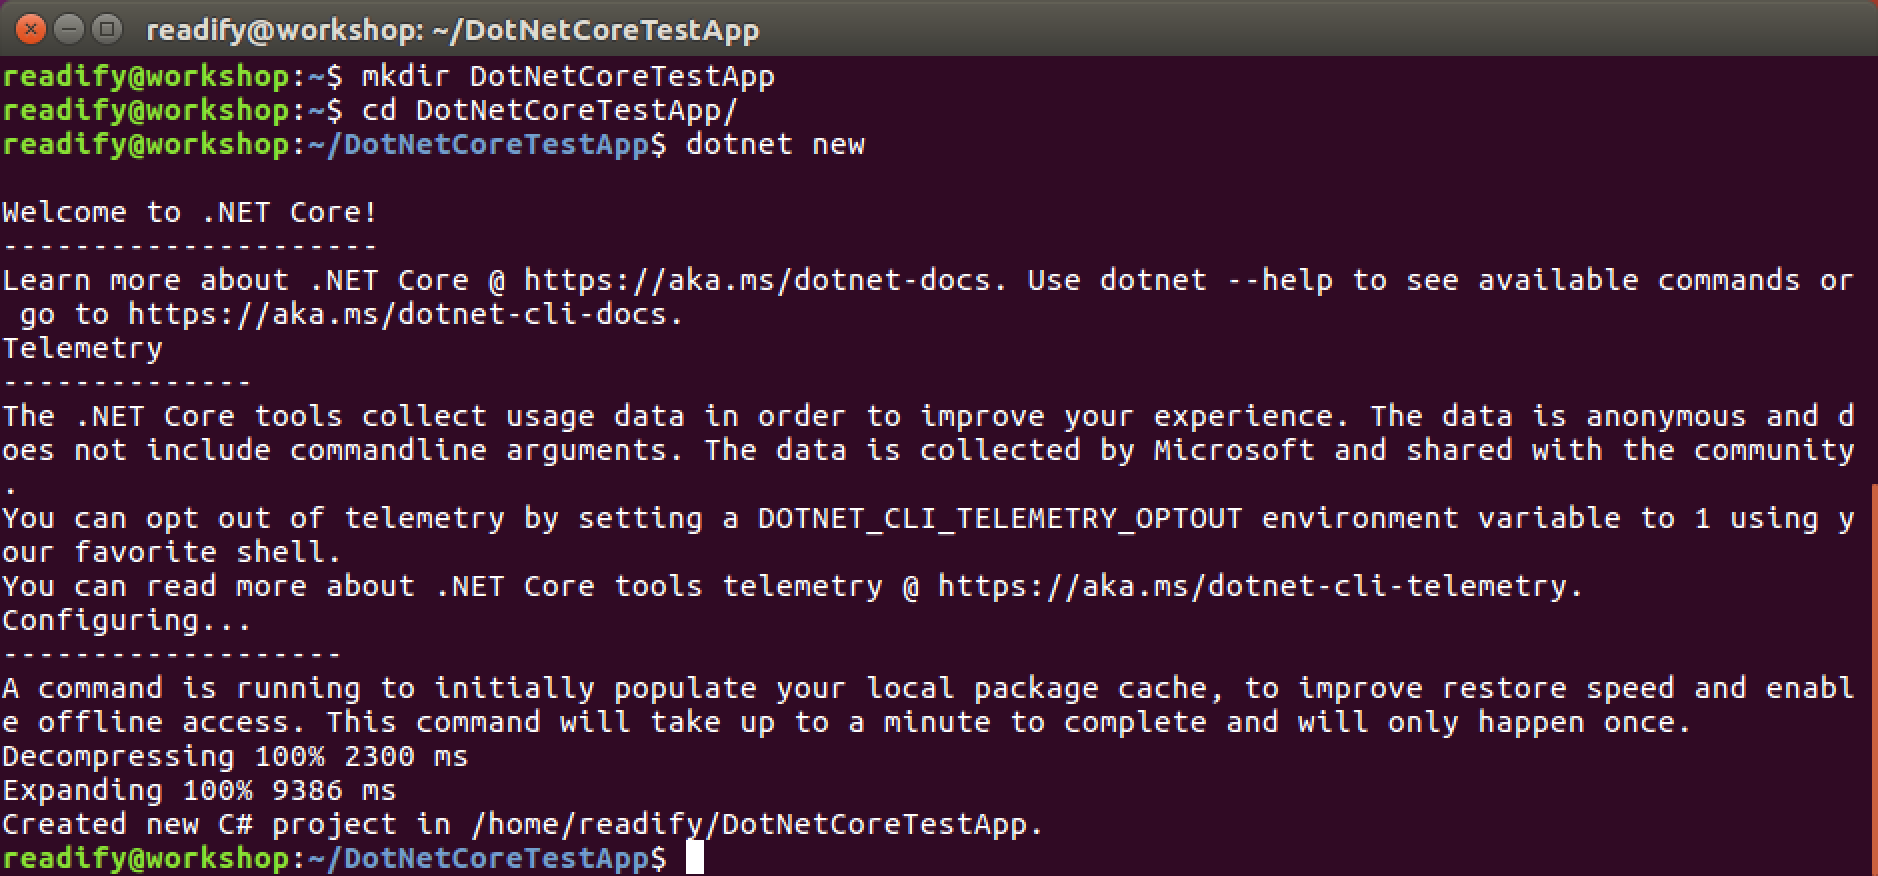 readify@workshop: ~/DotNetCoreTestApp
readify@workshop:~$ mkdir DotNetCoreTestApp
readify@workshop:~$ cd DotNetCoreTestApp/
readify@workshop:~/DotNetCoreTestApp$ dotnet new
Welcome to .NET Core!
---------------------
Learn more about .NET Core @ https://aka.ms/dotnet-docs. Use dotnet --help to see available commands or
 go to https://aka.ms/dotnet-cli-docs.
Telemetry
--------------
The .NET Core tools collect usage data in order to improve your experience. The data is anonymous and d
oes not include commandline arguments. The data is collected by Microsoft and shared with the community
.
You can opt out of telemetry by setting a DOTNET_CLI_TELEMETRY_OPTOUT environment variable to 1 using y
our favorite shell.
You can read more about .NET Core tools telemetry @ https://aka.ms/dotnet-cli-telemetry.
Configuring...
-------------------
A command is running to initially populate your local package cache, to improve restore speed and enabl
e offline access. This command will take up to a minute to complete and will only happen once.
Decompressing 100% 2300 ms
Expanding 100% 9386 ms
Created new C# project in /home/readify/DotNetCoreTestApp.
readify@workshop:~/DotNetCoreTestApp$